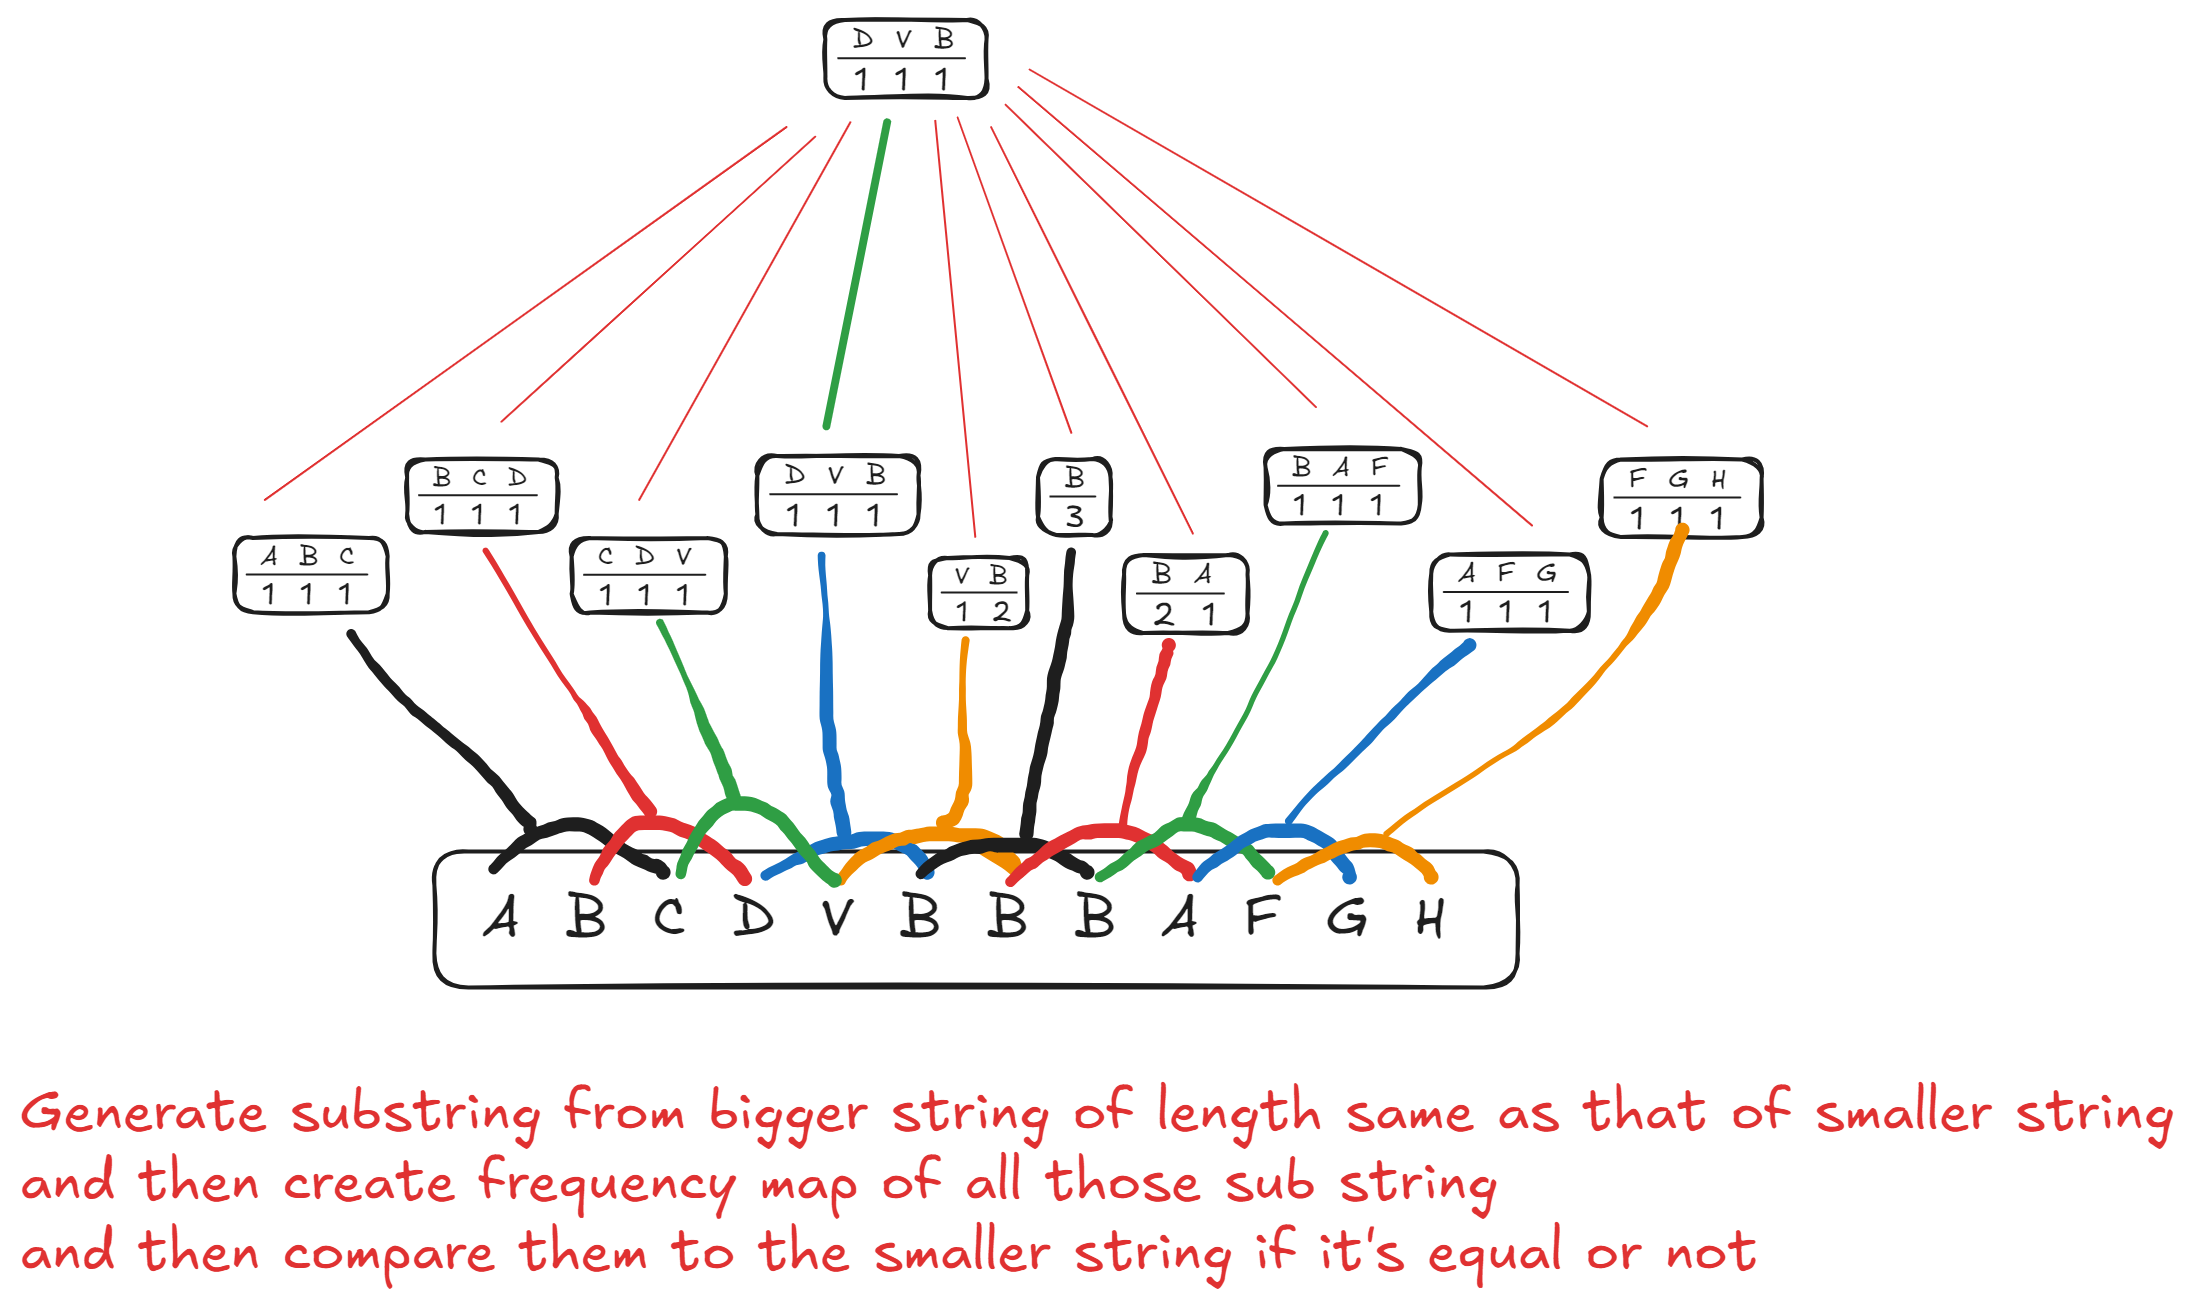 D V B
1 1 1
B C D
1 1 1
D V B
1 1 1
B
3
B A F
1 1 1
F G H
1 1 1
A B C
1 1 1
C D V
1 1 1
V B
1 2
B A
2 1
A F G
1 1 1
A B C D V B B B A F G H
Generate substring from bigger string of length same as that of smaller string
and then create frequency map of all those sub string
and then compare them to the smaller string if it's equal or not